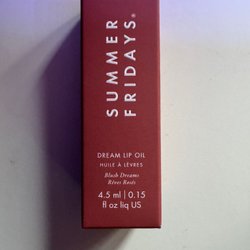 SUMMER
FRIDAYS®
DREAM LIP OIL
HUILE À LÈVRES
Blush Dreams
Rêves Rosés
4.5 ml | 0.15
fl oz liq US